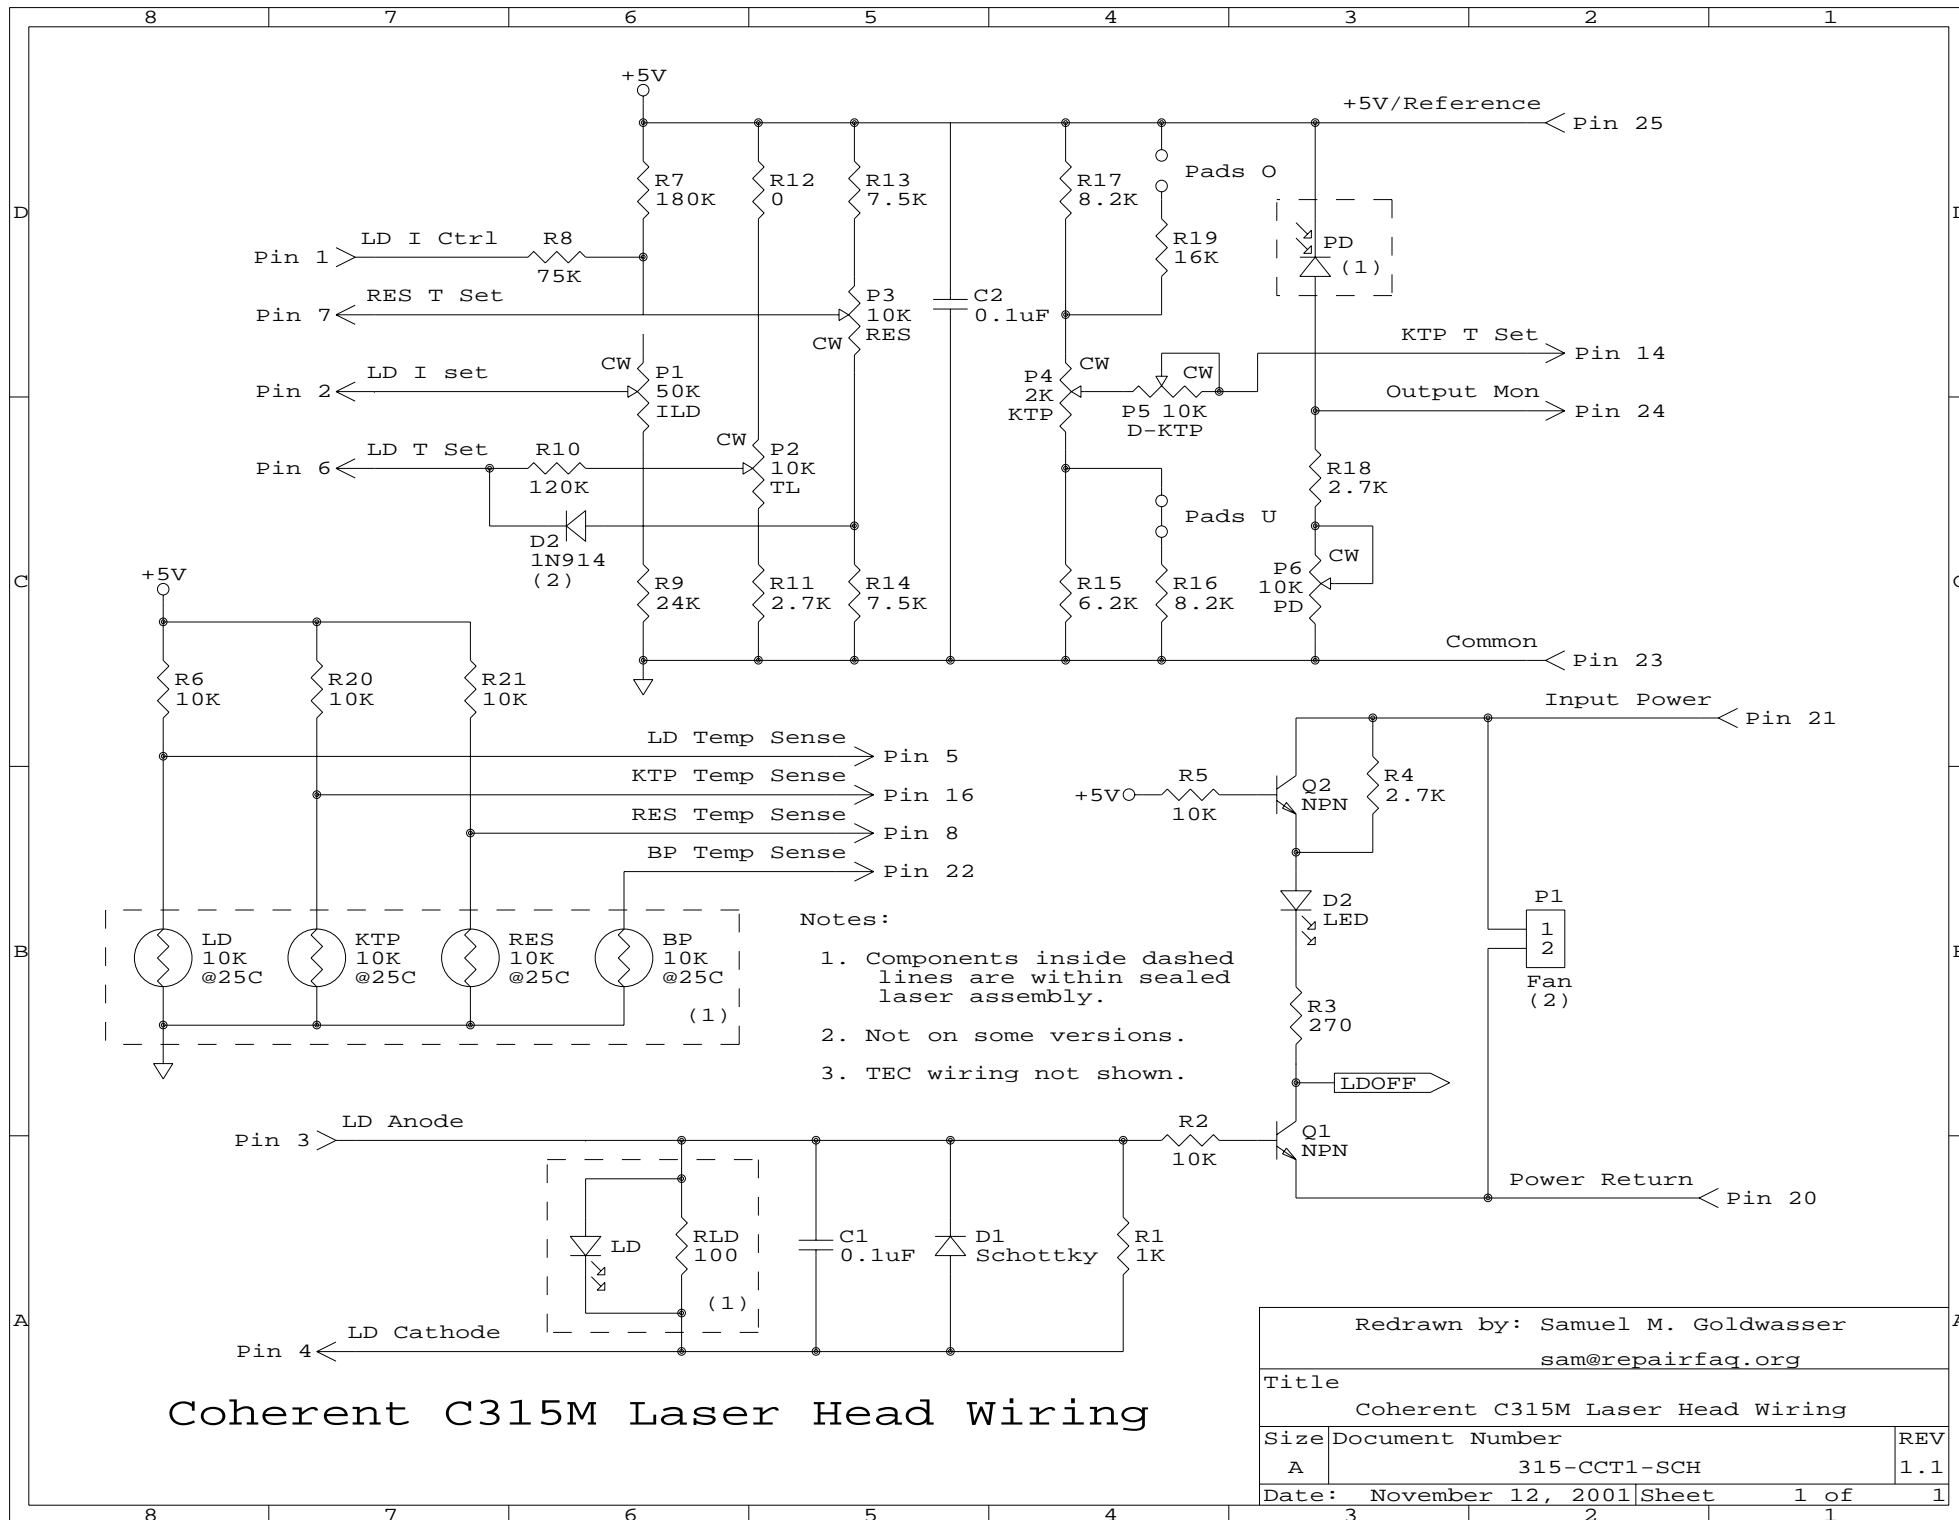 8 7 6 5 4 3 2 1
+5V
+5V/Reference
Pin 25
R7
180K
R12
0
R13
7.5K
R17
8.2K
Pads O
R19
16K
PD
(1)
D
Pin 1
LD I Ctrl
R8
75K
Pin 7
RES T Set
P3
10K
RES
CW
C2
0.1uF
KTP T Set
Pin 14
Pin 2
LD I set
CW
P1
50K
ILD
P4
2K
KTP
CW
CW
P5 10K
D-KTP
Output Mon
Pin 24
Pin 6
LD T Set
R10
120K
CW
P2
10K
TL
R18
2.7K
Pads U
D2
1N914
(2)
CW
P6
10K
PD
C
R9
24K
R11
2.7K
R14
7.5K
R15
6.2K
R16
8.2K
Common
Pin 23
+5V
R6
10K
R20
10K
R21
10K
Input Power
Pin 21
LD Temp Sense
Pin 5
KTP Temp Sense
Pin 16
RES Temp Sense
Pin 8
BP Temp Sense
Pin 22
+5V
R5
10K
Q2
NPN
R4
2.7K
D2
LED
P1
1
2
Fan
(2)
B
LD
10K
@25C
KTP
10K
@25C
RES
10K
@25C
BP
10K
@25C
(1)
Notes:
1. Components inside dashed
lines are within sealed
laser assembly.
2. Not on some versions.
3. TEC wiring not shown.
R3
270
LDOFF
Pin 3
LD Anode
R2
10K
Q1
NPN
Power Return
Pin 20
LD
RLD
100
(1)
C1
0.1uF
D1
Schottky
R1
1K
A
Pin 4
LD Cathode
Coherent C315M Laser Head Wiring
Redrawn by: Samuel M. Goldwasser
sam@repairfaq.org
Title
Coherent C315M Laser Head Wiring
Size Document Number REV
A 315-CCT1-SCH 1.1
Date: November 12, 2001 Sheet 1 of 1
8 7 6 5 4 3 2 1